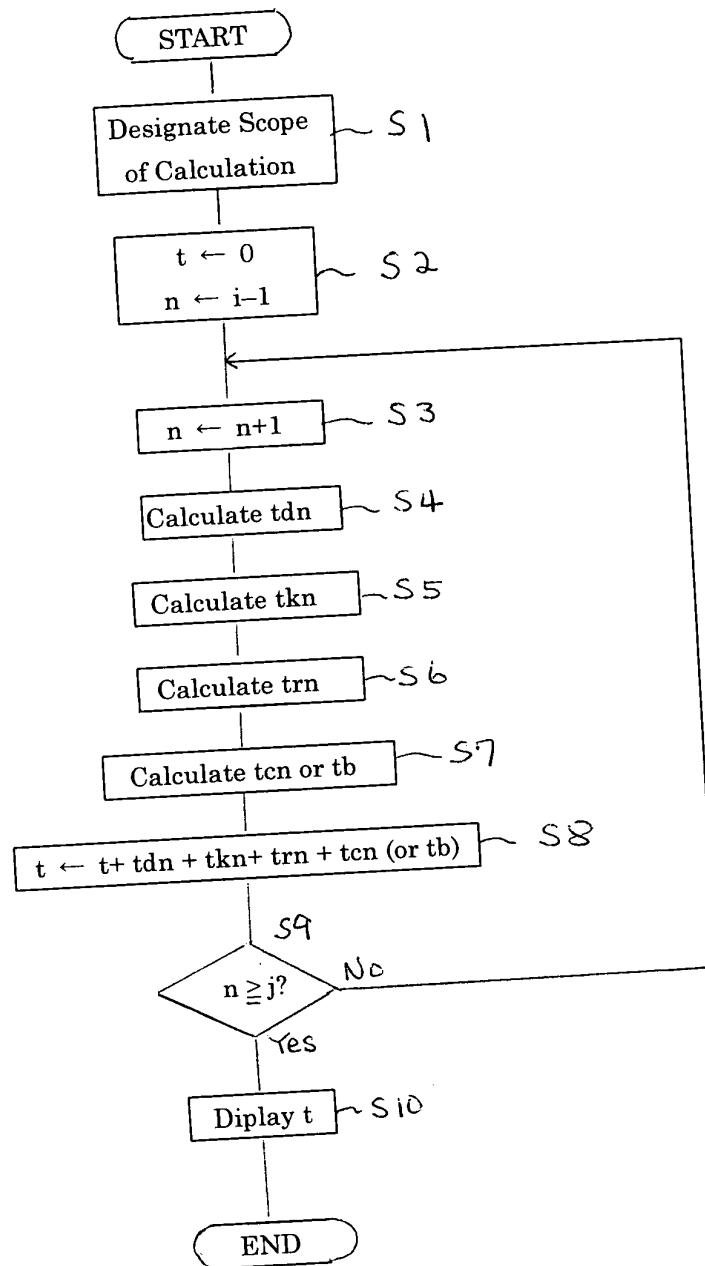 START
Designate Scope
of Calculation
S1
t ← 0
n ← i–1
S2
n ← n+1
S3
Calculate tdn
S4
Calculate tkn
S5
Calculate trn
S6
Calculate tcn or tb
S7
t ← t+ tdn + tkn+ trn + tcn (or tb)
S8
S9
n ≧ j?
No
Yes
Diplay t
S10
END